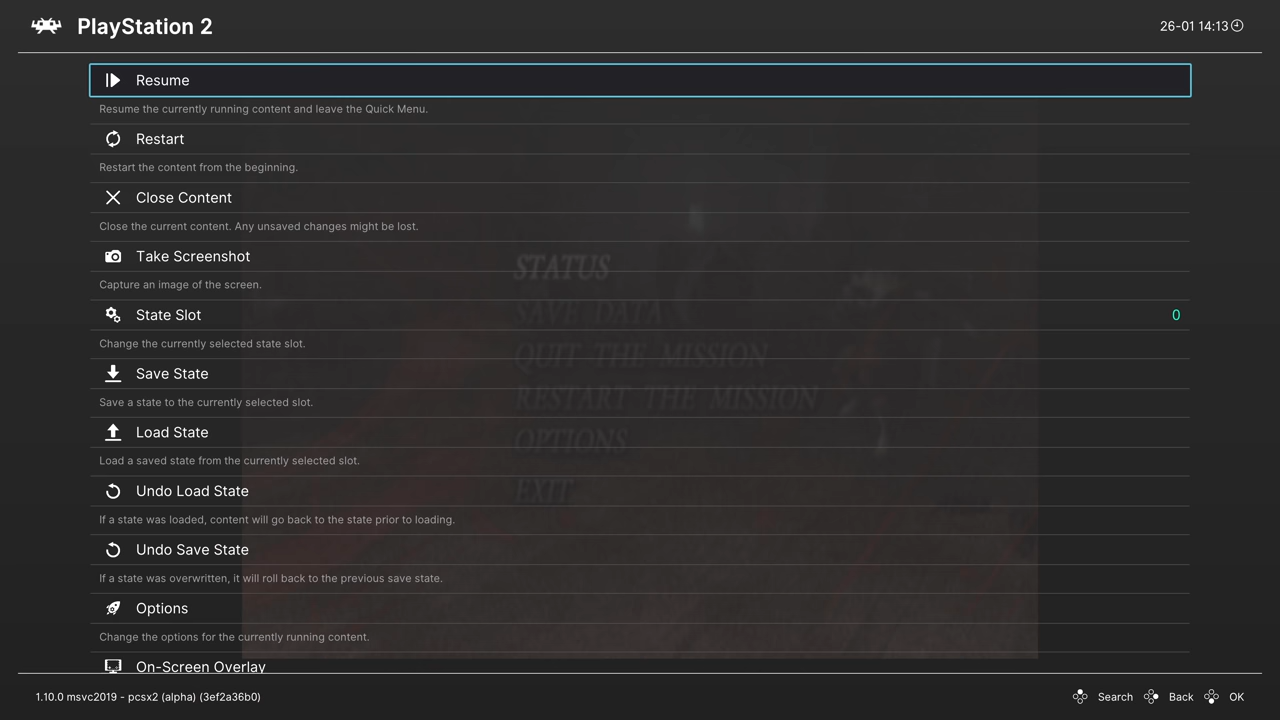 PlayStation 2
26-01 14:13
Resume
Resume the currently running content and leave the Quick Menu.
Restart
Restart the content from the beginning.
Close Content
Close the current content. Any unsaved changes might be lost.
Take Screenshot
Capture an image of the screen.
STATUS
State Slot 0
SAVE DATA
Change the currently selected state slot.
QUIT THE MISSION
Save State
RESTART THE MISSION
Save a state to the currently selected slot.
Load State
OPTIONS
Load a saved state from the currently selected slot.
Undo Load State
EXIT
If a state was loaded, content will go back to the state prior to loading.
Undo Save State
If a state was overwritten, it will roll back to the previous save state.
Options
Change the options for the currently running content.
On-Screen Overlay
1.10.0 msvc2019 - pcsx2 (alpha) (3ef2a36b0)
Search Back OK